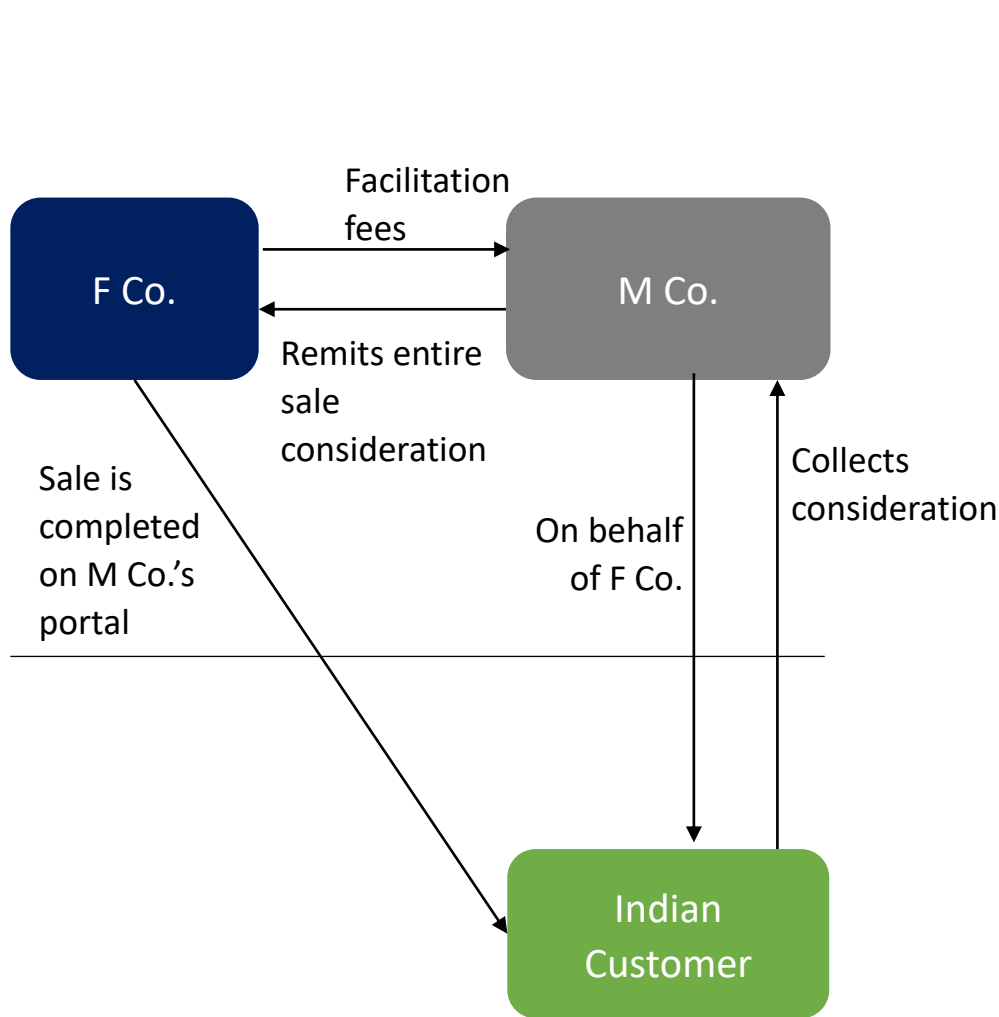 Facilitation
fees
F Co.
M Co.
Remits entire
sale
consideration
Sale is
completed
on M Co.’s
portal
On behalf
of F Co.
Collects
consideration
Indian
Customer